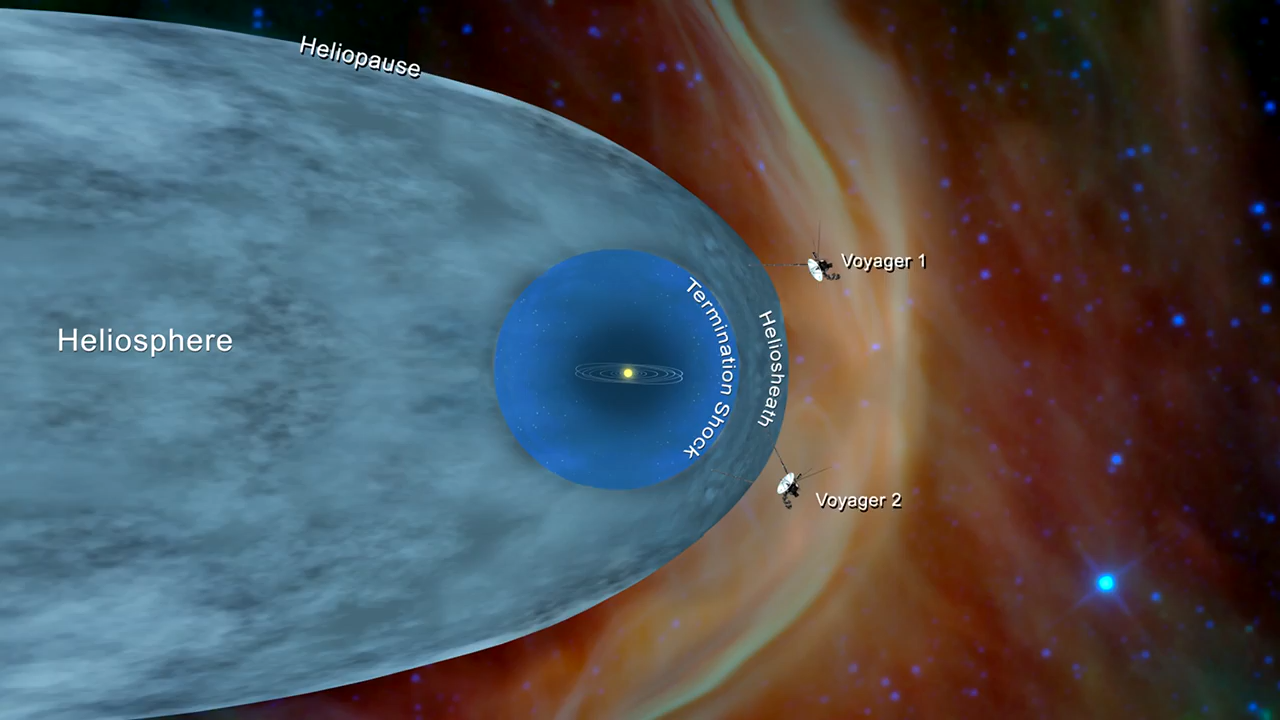 Heliopause
Voyager 1
Termination Shock
Heliosheath
Heliosphere
Voyager 2